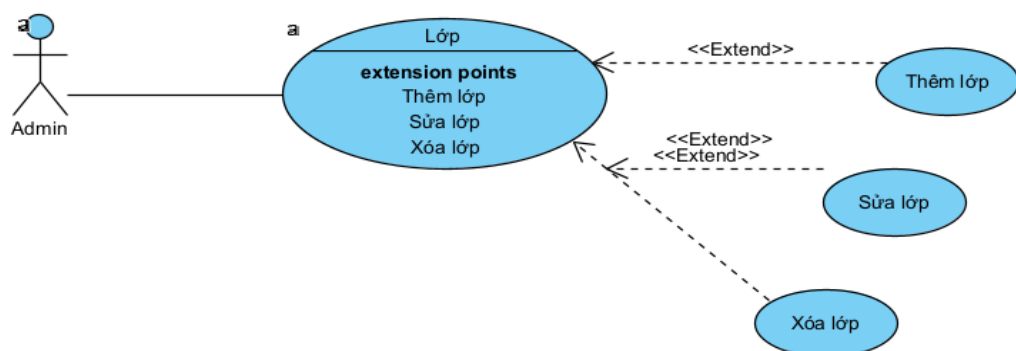 a
Admin
a
Lớp
extension points
Thêm lớp
Sửa lớp
Xóa lớp
<<Extend>>
Thêm lớp
<<Extend>>
<<Extend>>
Sửa lớp
Xóa lớp